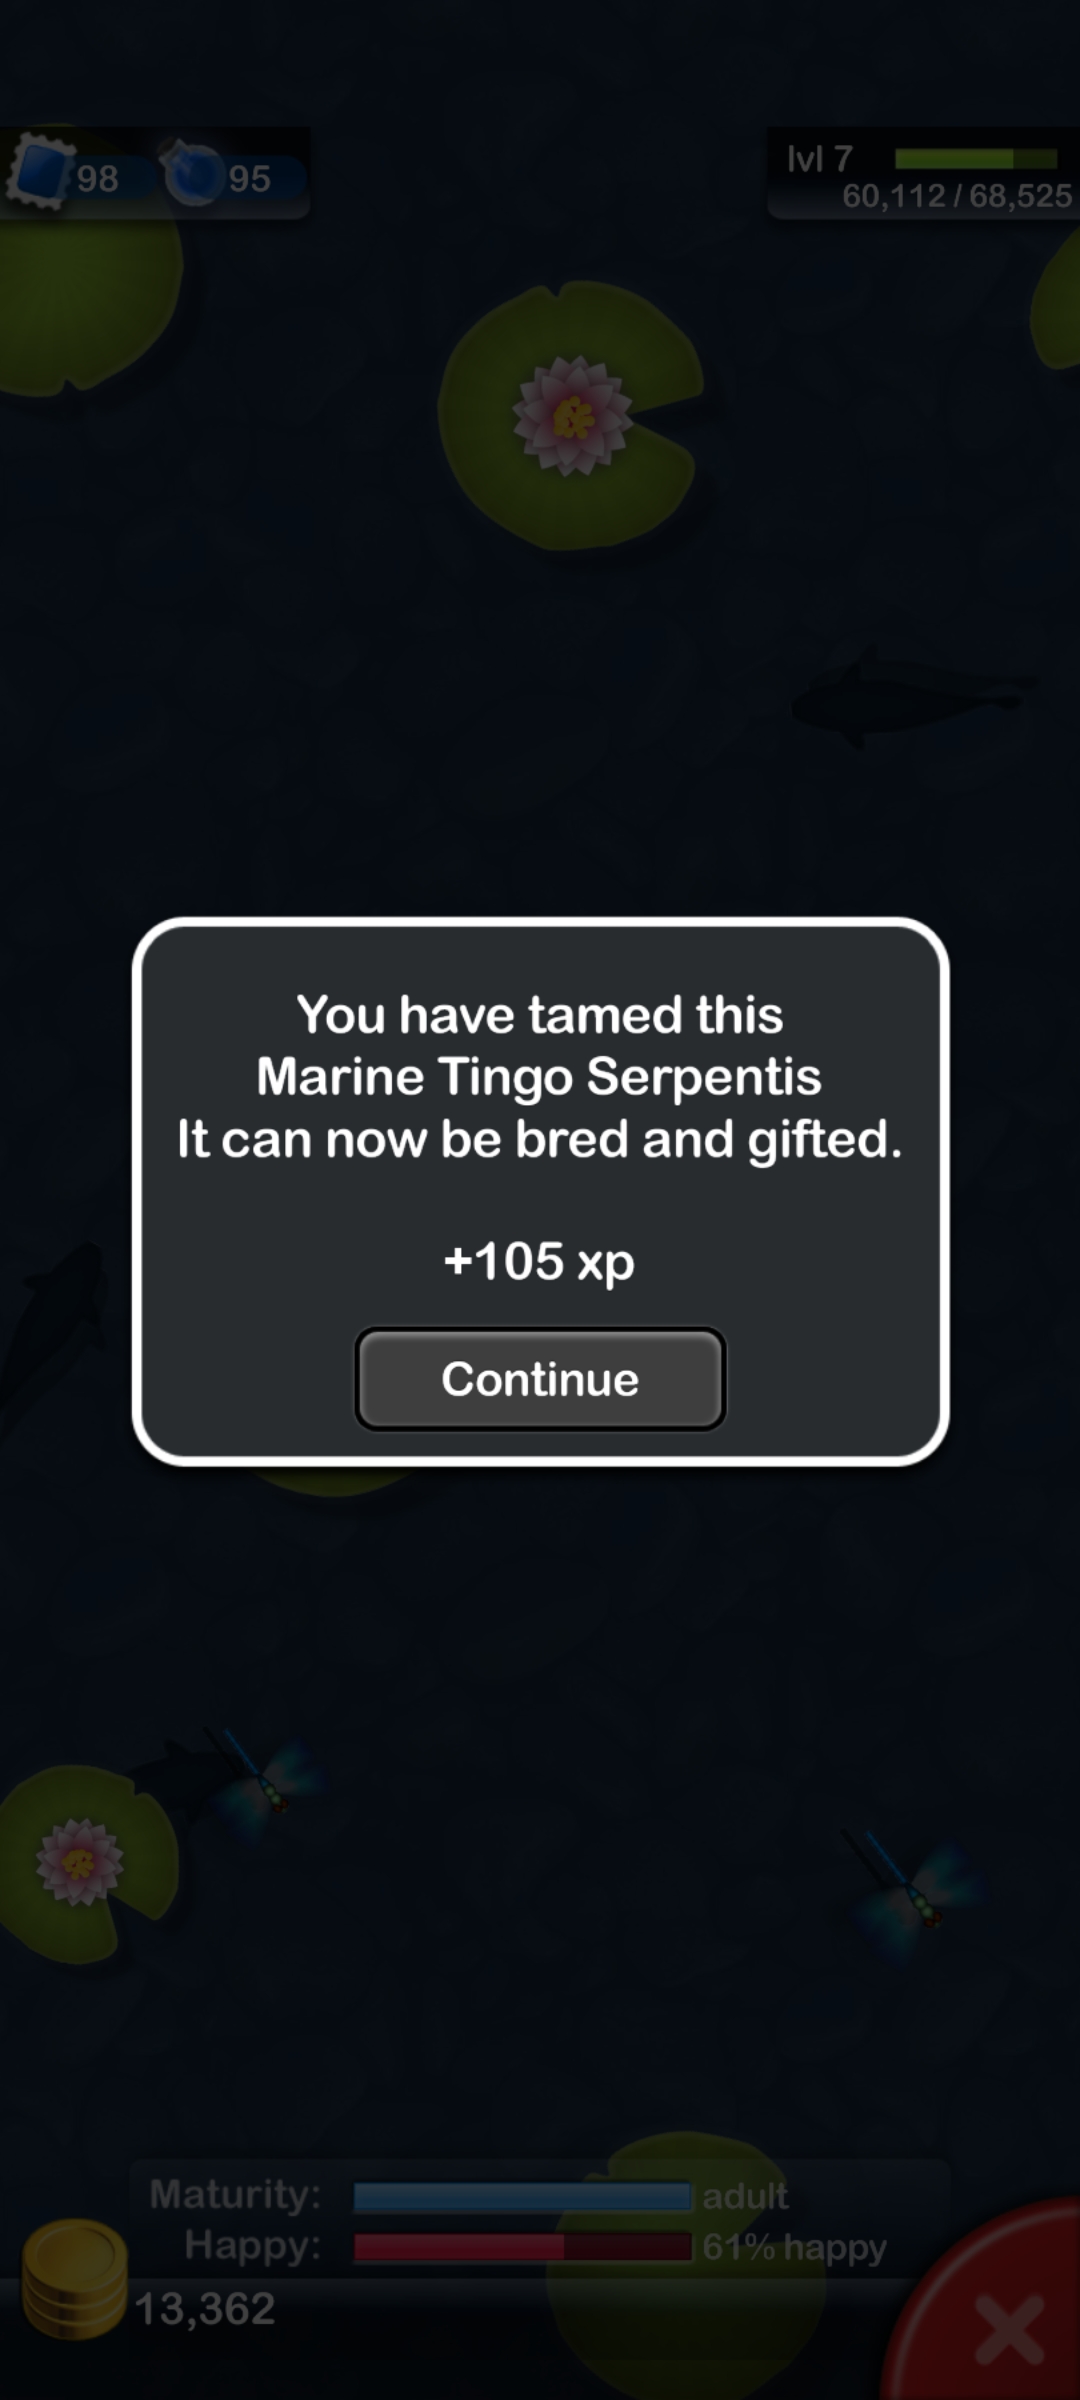 98
95
lvl 7
60,112 / 68,525
You have tamed this
Marine Tingo Serpentis
It can now be bred and gifted.
+105 xp
Continue
Maturity: adult
Happy: 61% happy
13,362